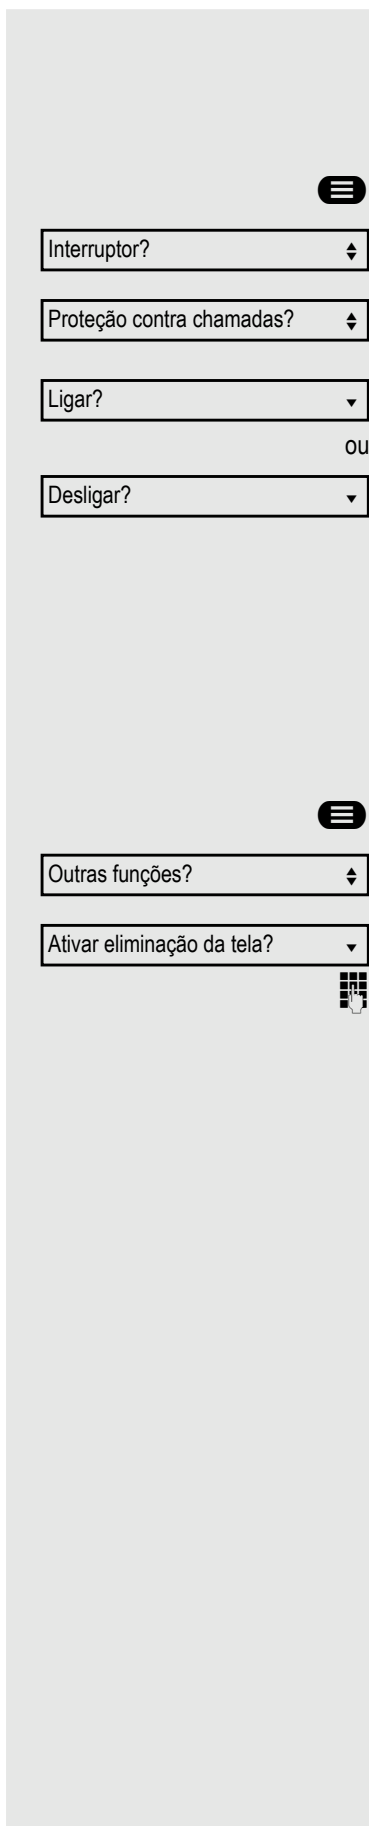 Interruptor?
Proteção contra chamadas?
Ligar?
ou
Desligar?
Outras funções?
Ativar eliminação da tela?